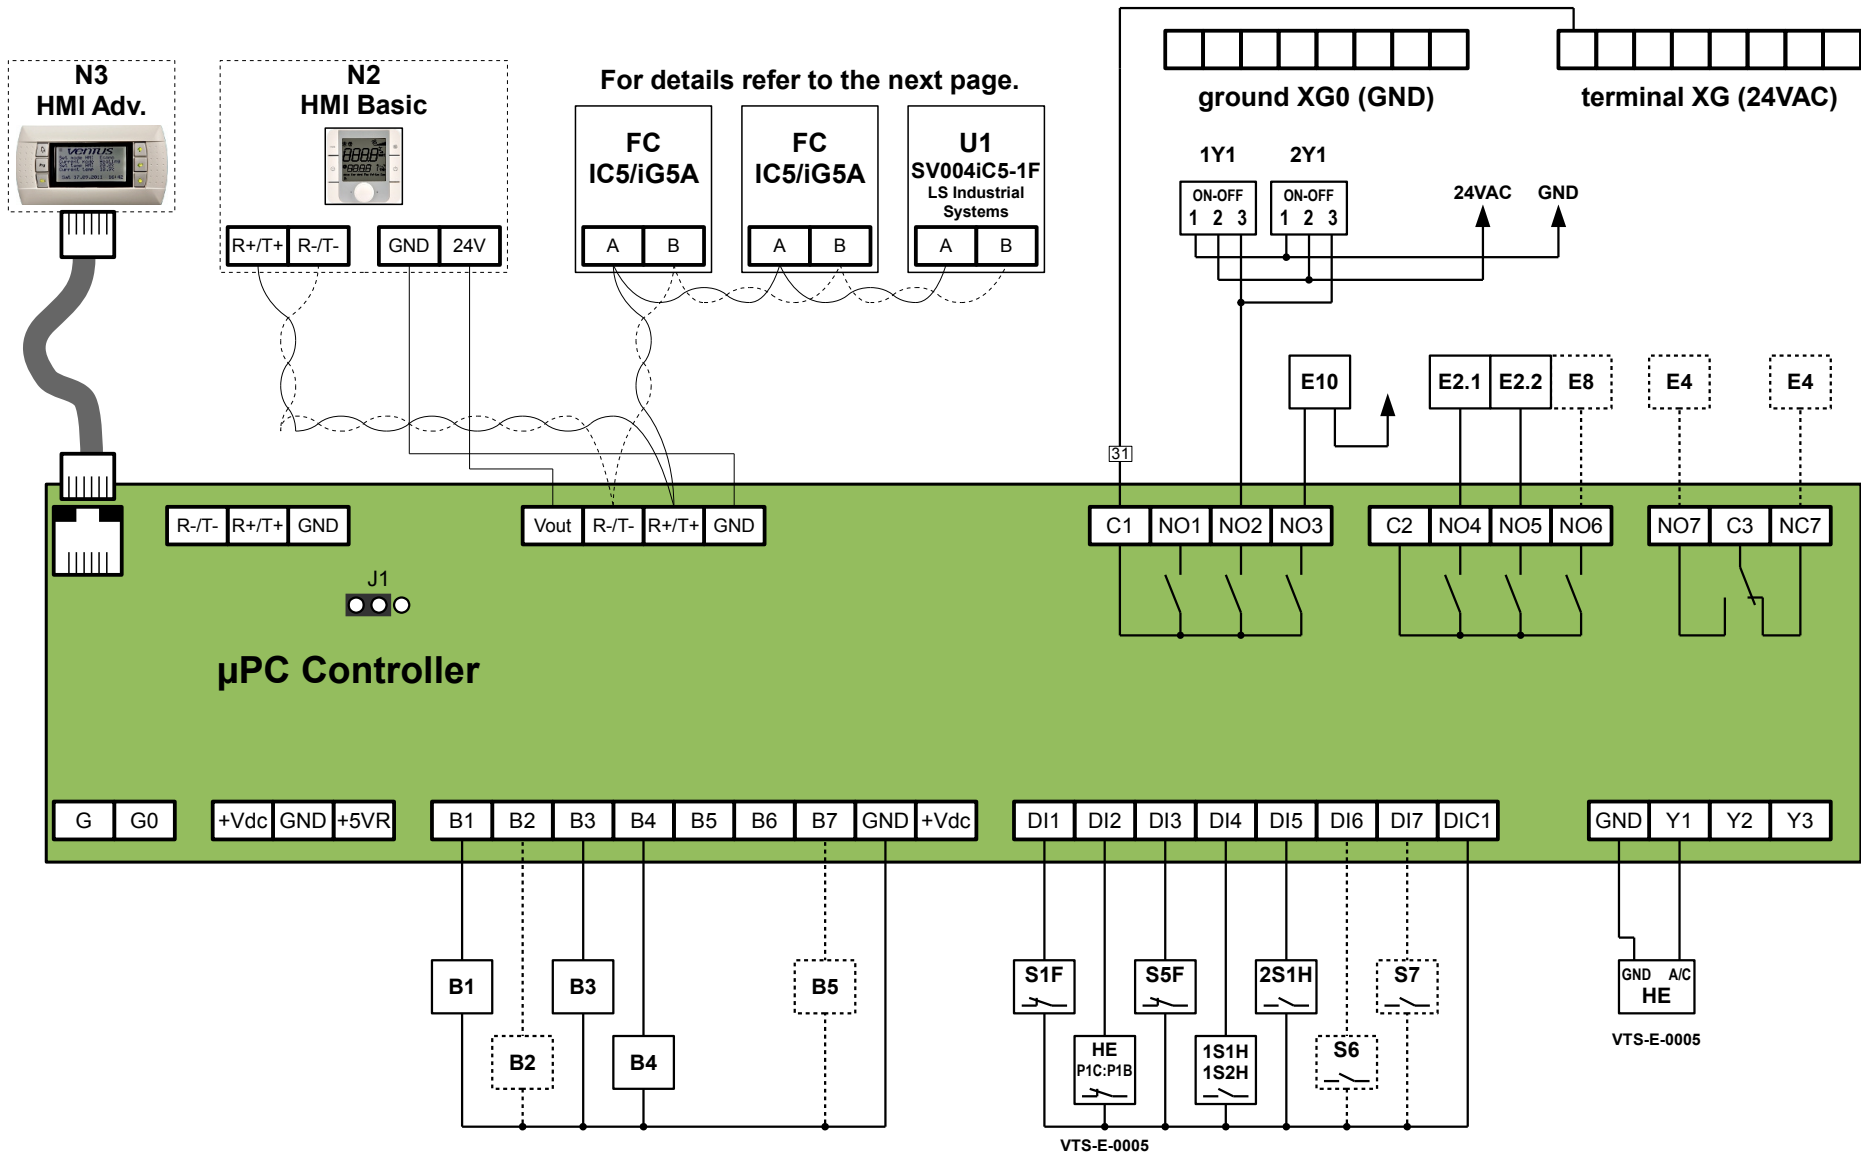 N3
HMI Adv.
VENTUS
N2
HMI Basic
R+/T+ R-/T- GND 24V
For details refer to the next page.
FC
IC5/iG5A
A B
FC
IC5/iG5A
A B
U1
SV004iC5-1F
LS Industrial
Systems
A B
ground XG0 (GND)
terminal XG (24VAC)
1Y1 2Y1
ON-OFF
1 2 3
ON-OFF
1 2 3
24VAC GND
E10 E2.1 E2.2 E8 E4 E4
31
R-/T- R+/T+ GND
Vout R-/T- R+/T+ GND
C1 NO1 NO2 NO3
C2 NO4 NO5 NO6
NO7 C3 NC7
J1
µPC Controller
G G0
+Vdc GND +5VR
B1 B2 B3 B4 B5 B6 B7 GND +Vdc
DI1 DI2 DI3 DI4 DI5 DI6 DI7 DIC1
GND Y1 Y2 Y3
B1 B3 B5
B2 B4
S1F S5F 2S1H S7
HE
P1C:P1B
1S1H
1S2H
S6
GND A/C
HE
VTS-E-0005
VTS-E-0005